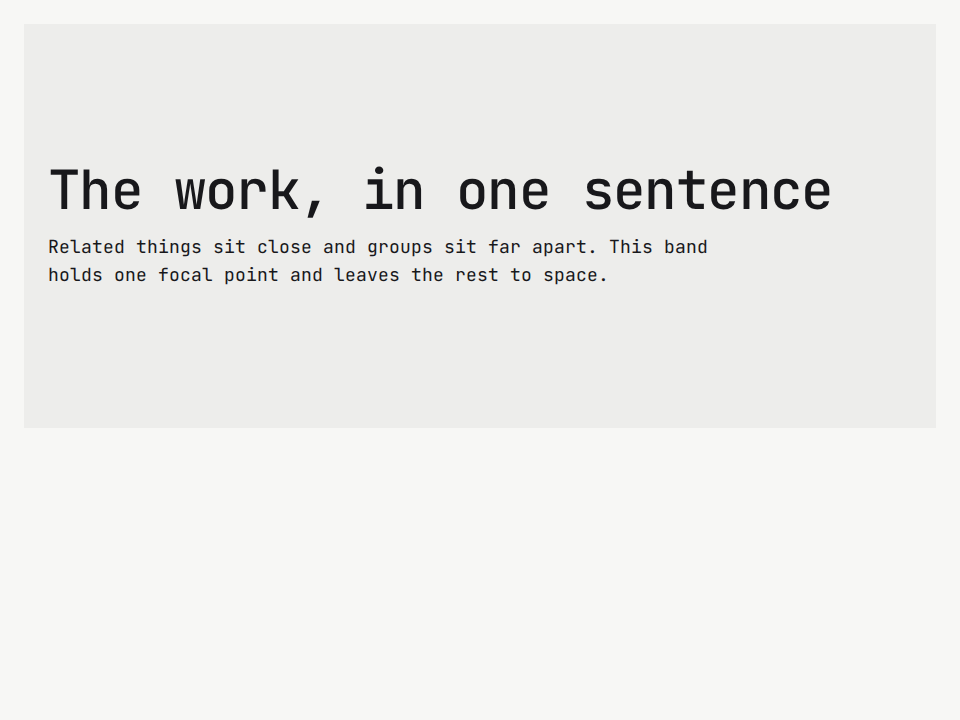 The work, in one sentence
Related things sit close and groups sit far apart. This band
holds one focal point and leaves the rest to space.